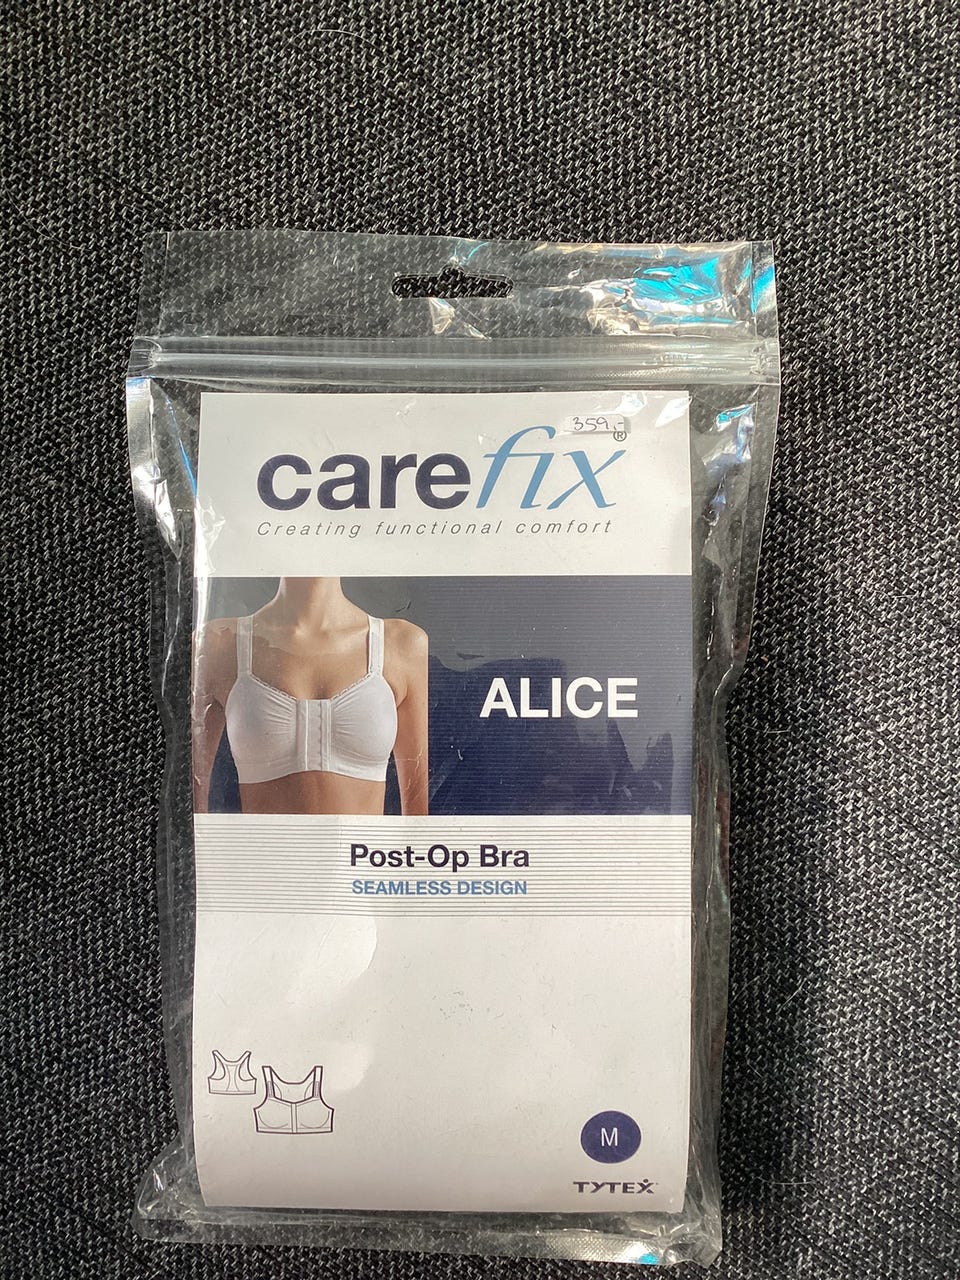 359,-
carefix®
Creating functional comfort
ALICE
Post-Op Bra
SEAMLESS DESIGN
M
TYTEX